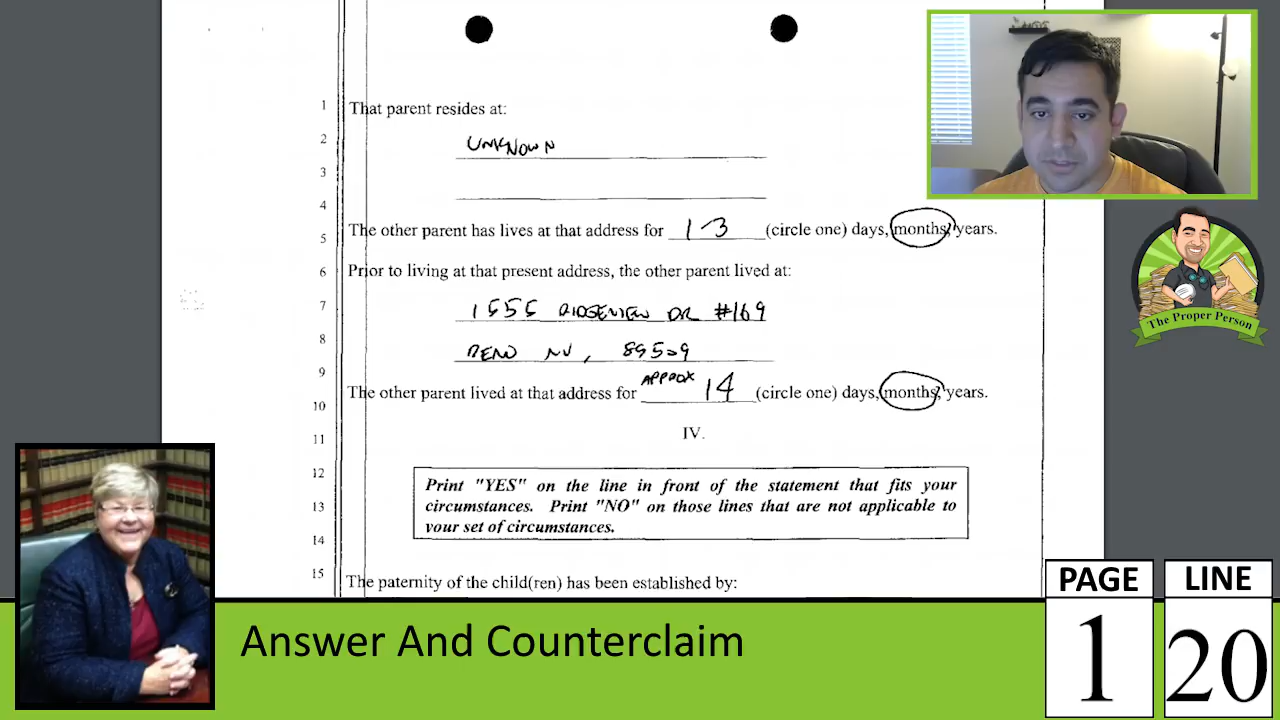 1 That parent resides at:
2 UNKNOWN
3
4
5 The other parent has lives at that address for 1-3 (circle one) days, months, years.
6 Prior to living at that present address, the other parent lived at:
7 1555 RIDGEVIEW DR #169
8 RENO NV, 89509
9
10 The other parent lived at that address for APPROX 14 (circle one) days, months, years.
11 IV.
12 Print "YES" on the line in front of the statement that fits your
13 circumstances. Print "NO" on those lines that are not applicable to
14 your set of circumstances.
15 The paternity of the child(ren) has been established by:
The Proper Person
Answer And Counterclaim
PAGE
1
LINE
20